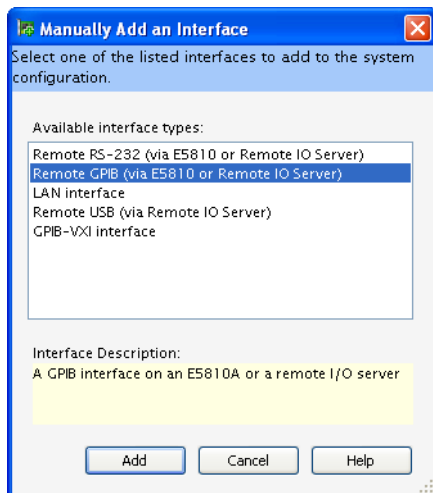 Manually Add an Interface
Select one of the listed interfaces to add to the system
configuration.
Available interface types:
Remote RS-232 (via E5810 or Remote IO Server)
Remote GPIB (via E5810 or Remote IO Server)
LAN interface
Remote USB (via Remote IO Server)
GPIB-VXI interface
Interface Description:
A GPIB interface on an E5810A or a remote I/O server
Add
Cancel
Help